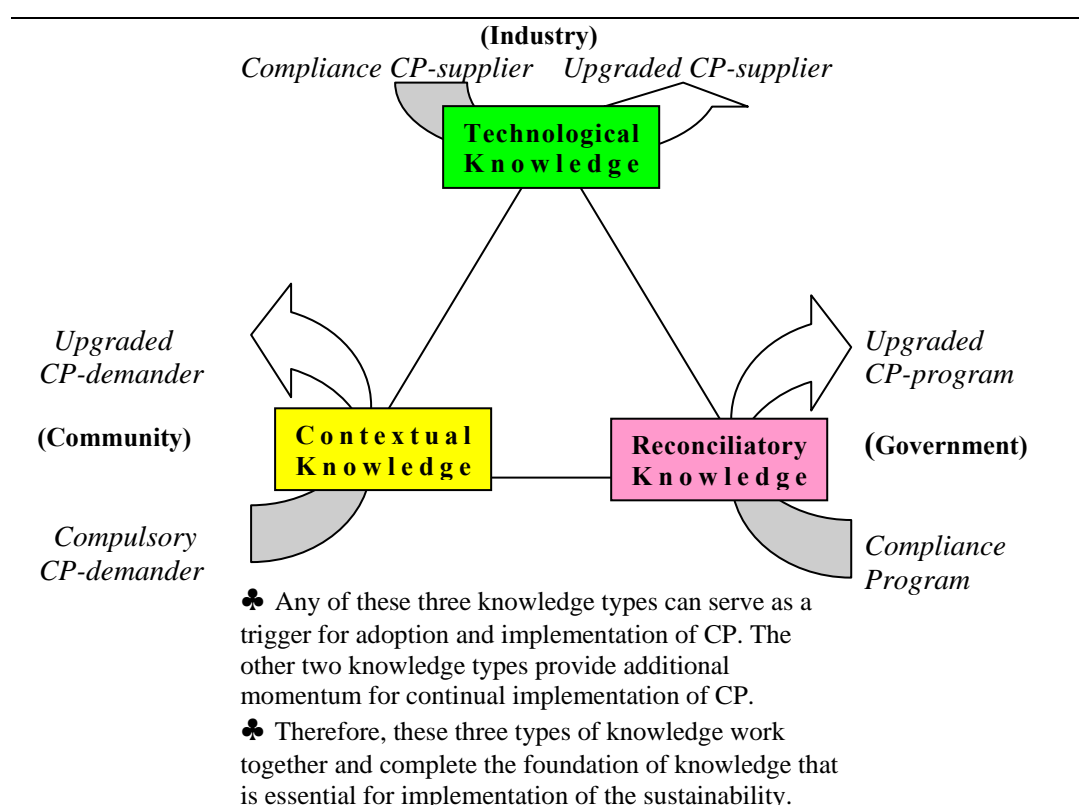 (Industry)
Compliance CP-supplier Upgraded CP-supplier
Technological
Knowledge
Upgraded
CP-demander
Upgraded
CP-program
(Community)
Contextual
Knowledge
Reconciliatory
Knowledge
(Government)
Compulsory
CP-demander
Compliance
Program
♣ Any of these three knowledge types can serve as a
trigger for adoption and implementation of CP. The
other two knowledge types provide additional
momentum for continual implementation of CP.
♣ Therefore, these three types of knowledge work
together and complete the foundation of knowledge that
is essential for implementation of the sustainability.